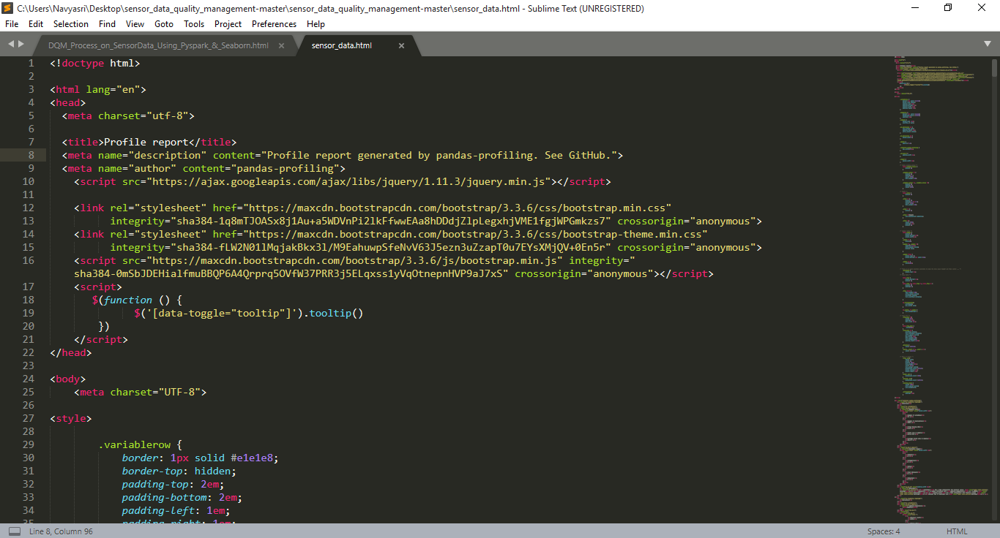 C:\Users\Navyasri\Desktop\sensor_data_quality_management-master\sensor_data_quality_management-master\sensor_data.html - Sublime Text (UNREGISTERED)
File Edit Selection Find View Goto Tools Project Preferences Help
DQM_Process_on_SensorData_Using_Pyspark_&_Seaborn.html × sensor_data.html ×
1 <!doctype html>
2
3 <html lang="en">
4 <head>
5 <meta charset="utf-8">
6
7 <title>Profile report</title>
8 <meta name="description" content="Profile report generated by pandas-profiling. See GitHub.">
9 <meta name="author" content="pandas-profiling">
10 <script src="https://ajax.googleapis.com/ajax/libs/jquery/1.11.3/jquery.min.js"></script>
11
12 <link rel="stylesheet" href="https://maxcdn.bootstrapcdn.com/bootstrap/3.3.6/css/bootstrap.min.css"
13 integrity="sha384-1q8mTJOASx8j1Au+a5WDVnPi2lkFfwwEAa8hDDdjZlpLegxhjVME1fgjWPGmkzs7" crossorigin="anonymous">
14 <link rel="stylesheet" href="https://maxcdn.bootstrapcdn.com/bootstrap/3.3.6/css/bootstrap-theme.min.css"
15 integrity="sha384-fLW2N01lMqjakBkx3l/M9EahuwpSfeNvV63J5ezn3uZzapT0u7EYsXMjQV+0En5r" crossorigin="anonymous">
16 <script src="https://maxcdn.bootstrapcdn.com/bootstrap/3.3.6/js/bootstrap.min.js" integrity="
sha384-0mSbJDEHialfmuBBQP6A4Qrprq5OVfW37PRR3j5ELqxss1yVqOtnepnHVP9aJ7xS" crossorigin="anonymous"></script>
17 <script>
18 $(function () {
19 $('[data-toggle="tooltip"]').tooltip()
20 })
21 </script>
22 </head>
23
24 <body>
25 <meta charset="UTF-8">
26
27 <style>
28
29 .variablerow {
30 border: 1px solid #e1e1e8;
31 border-top: hidden;
32 padding-top: 2em;
33 padding-bottom: 2em;
34 padding-left: 1em;
35 padding-right: 1em;
Line 8, Column 96 Spaces: 4 HTML